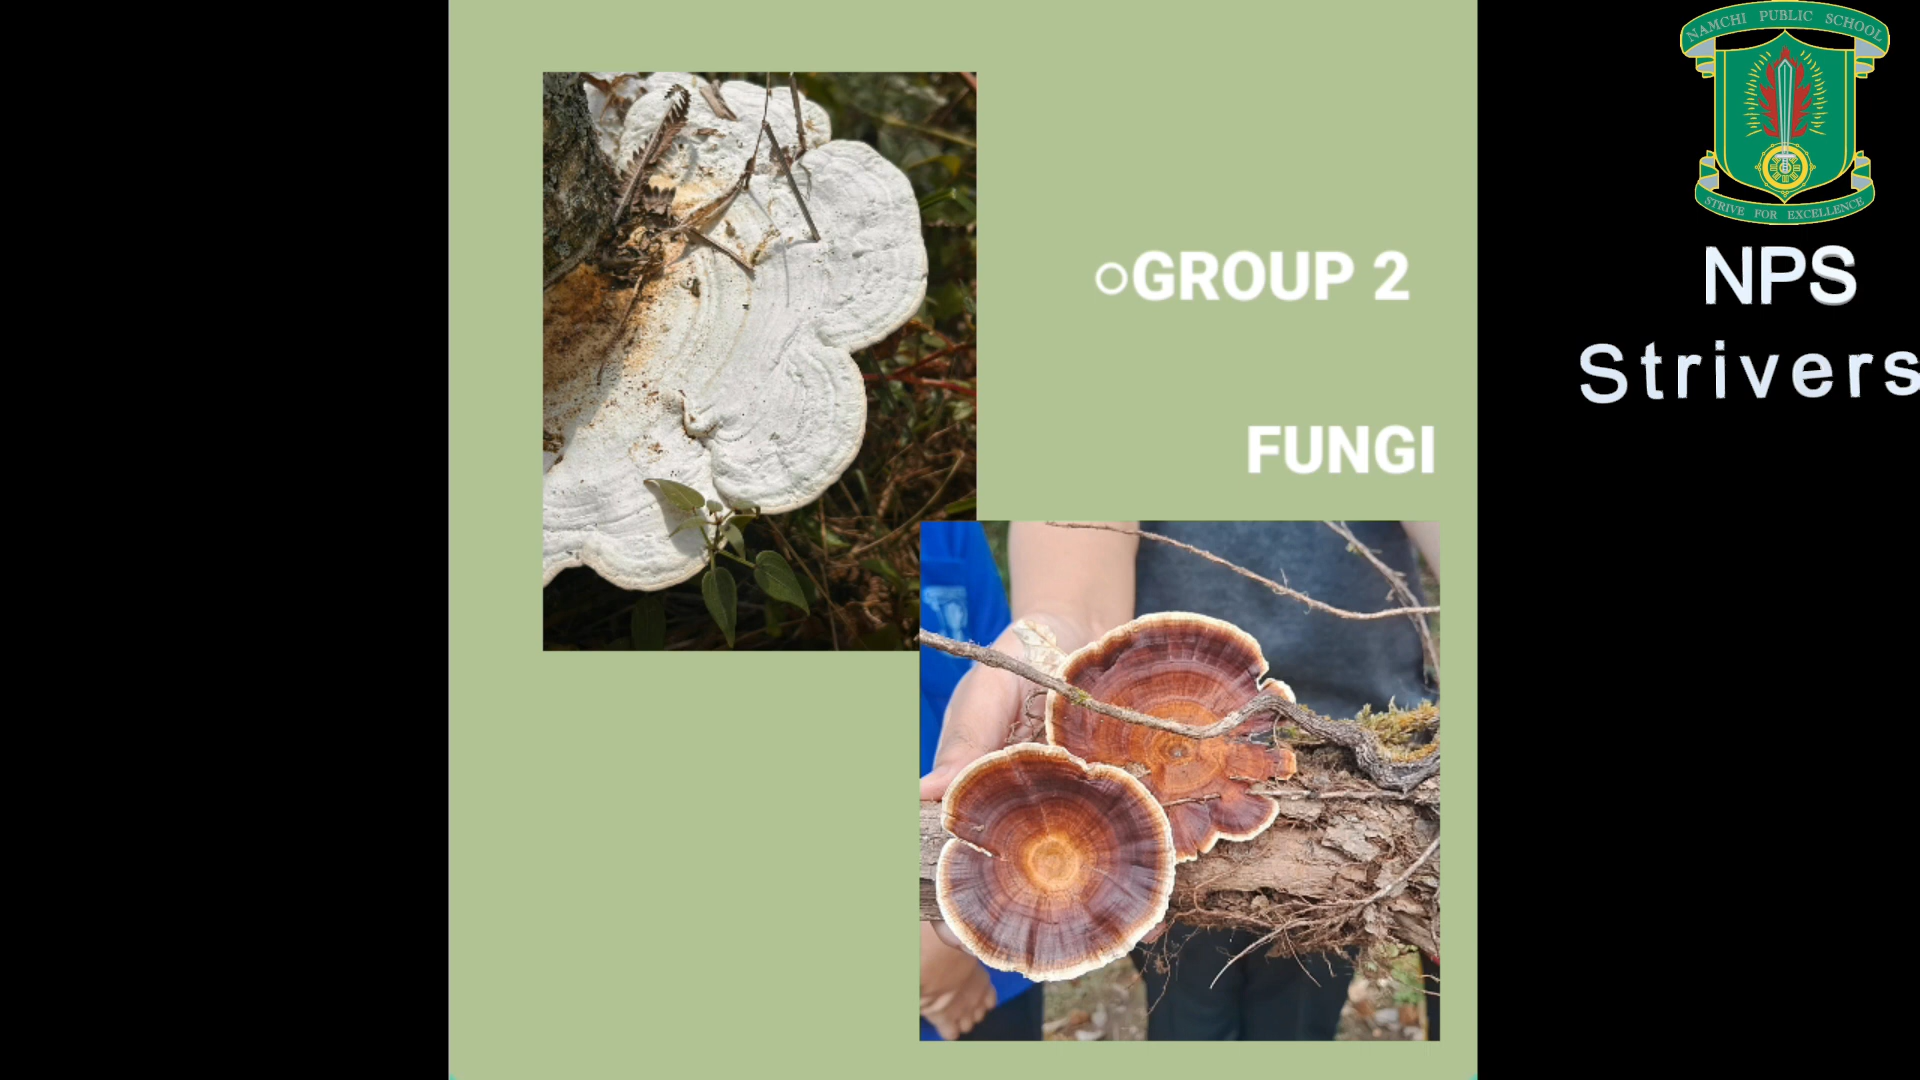 ○GROUP 2
FUNGI
NAMCHI PUBLIC SCHOOL
STRIVE FOR EXCELLENCE
NPS
Strivers